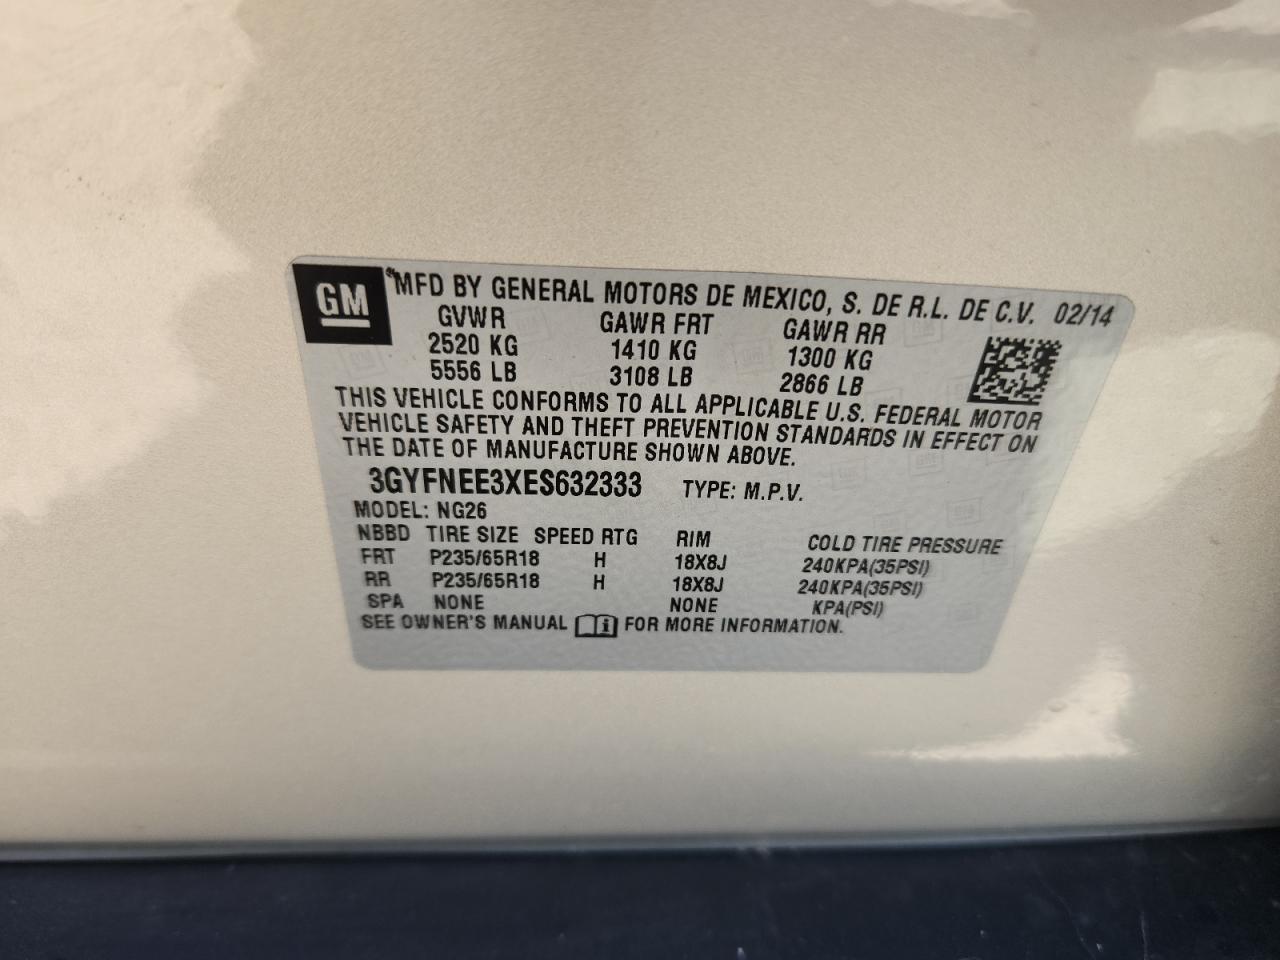 GM
MFD BY GENERAL MOTORS DE MEXICO, S. DE R.L. DE C.V. 02/14
GVWR GAWR FRT GAWR RR
2520 KG 1410 KG 1300 KG
5556 LB 3108 LB 2866 LB
THIS VEHICLE CONFORMS TO ALL APPLICABLE U.S. FEDERAL MOTOR
VEHICLE SAFETY AND THEFT PREVENTION STANDARDS IN EFFECT ON
THE DATE OF MANUFACTURE SHOWN ABOVE.
3GYFNEE3XES632333 TYPE: M.P.V.
MODEL: NG26
NBBD TIRE SIZE SPEED RTG RIM COLD TIRE PRESSURE
FRT P235/65R18 H 18X8J 240KPA(35PSI)
RR P235/65R18 H 18X8J 240KPA(35PSI)
SPA NONE NONE KPA(PSI)
SEE OWNER'S MANUAL i FOR MORE INFORMATION.